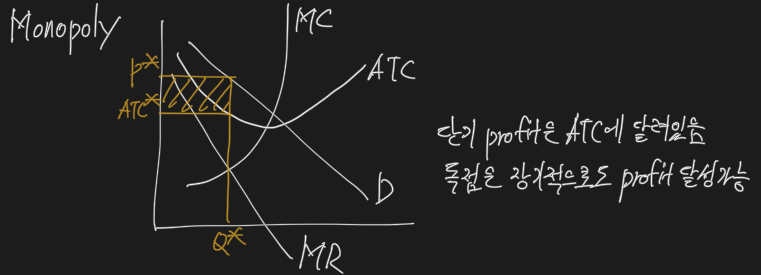 Monopoly
MC
P*
ATC
ATC*
단기 profit은 ATC에 달려있음
독점은 장기적으로도 profit 달성가능
D
Q*
MR